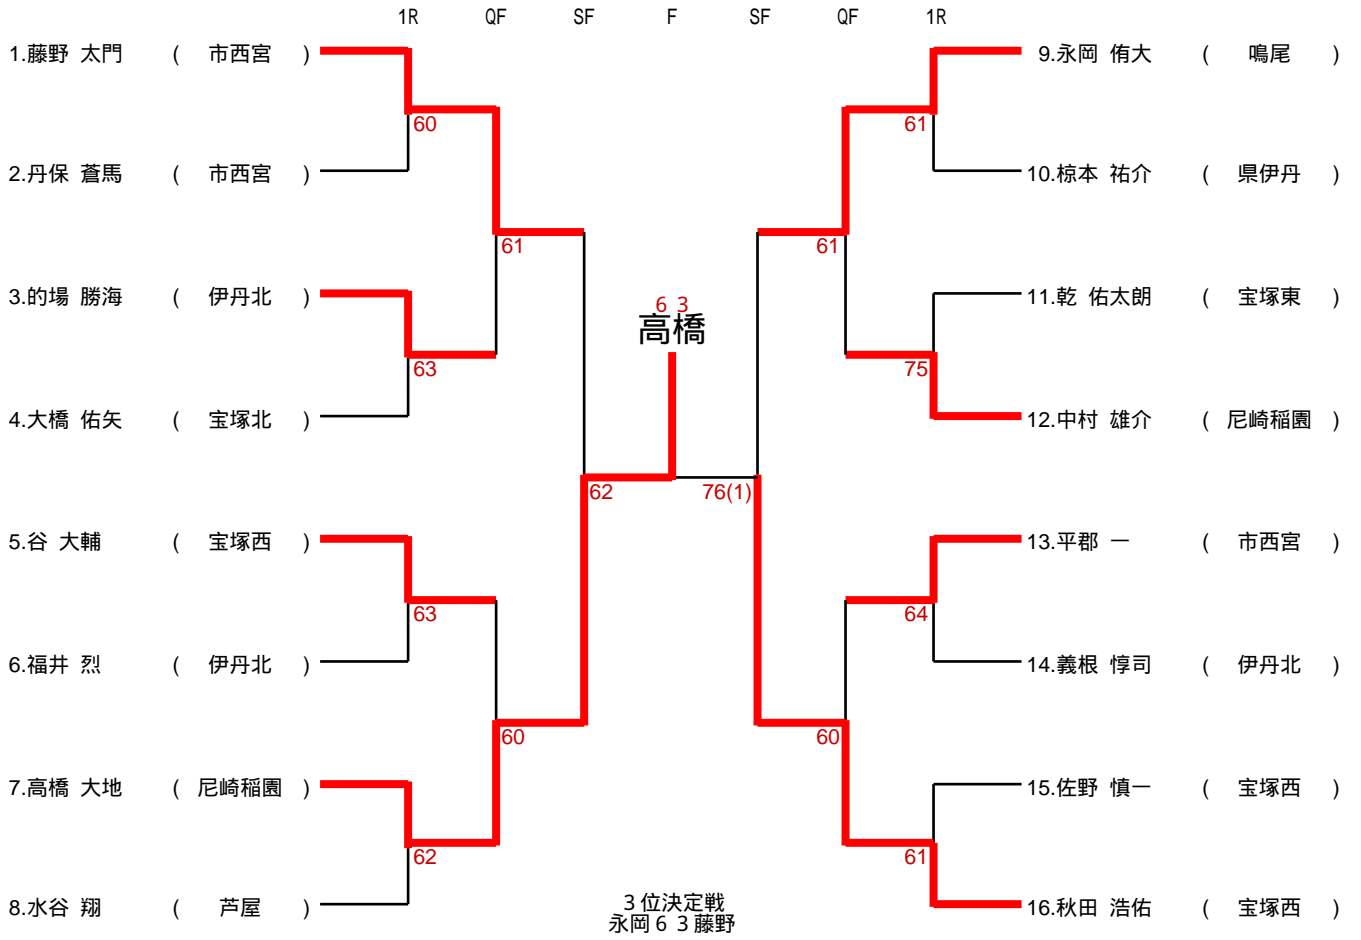 1R QF SF F SF QF 1R
1.藤野 太門 ( 市西宮 ) 9.永岡 侑大 ( 鳴尾 )
60 61
2.丹保 蒼馬 ( 市西宮 ) 10.椋本 祐介 ( 県伊丹 )
61 61
3.的場 勝海 ( 伊丹北 ) 11.乾 佑太朗 ( 宝塚東 )
6 3
高橋
63 75
4.大橋 佑矢 ( 宝塚北 ) 12.中村 雄介 ( 尼崎稲園 )
62 76(1)
5.谷 大輔 ( 宝塚西 ) 13.平郡 一 ( 市西宮 )
63 64
6.福井 烈 ( 伊丹北 ) 14.義根 惇司 ( 伊丹北 )
60 60
7.高橋 大地 ( 尼崎稲園 ) 15.佐野 慎一 ( 宝塚西 )
62 61
8.水谷 翔 ( 芦屋 ) 16.秋田 浩佑 ( 宝塚西 )
3位決定戦
永岡6 3藤野